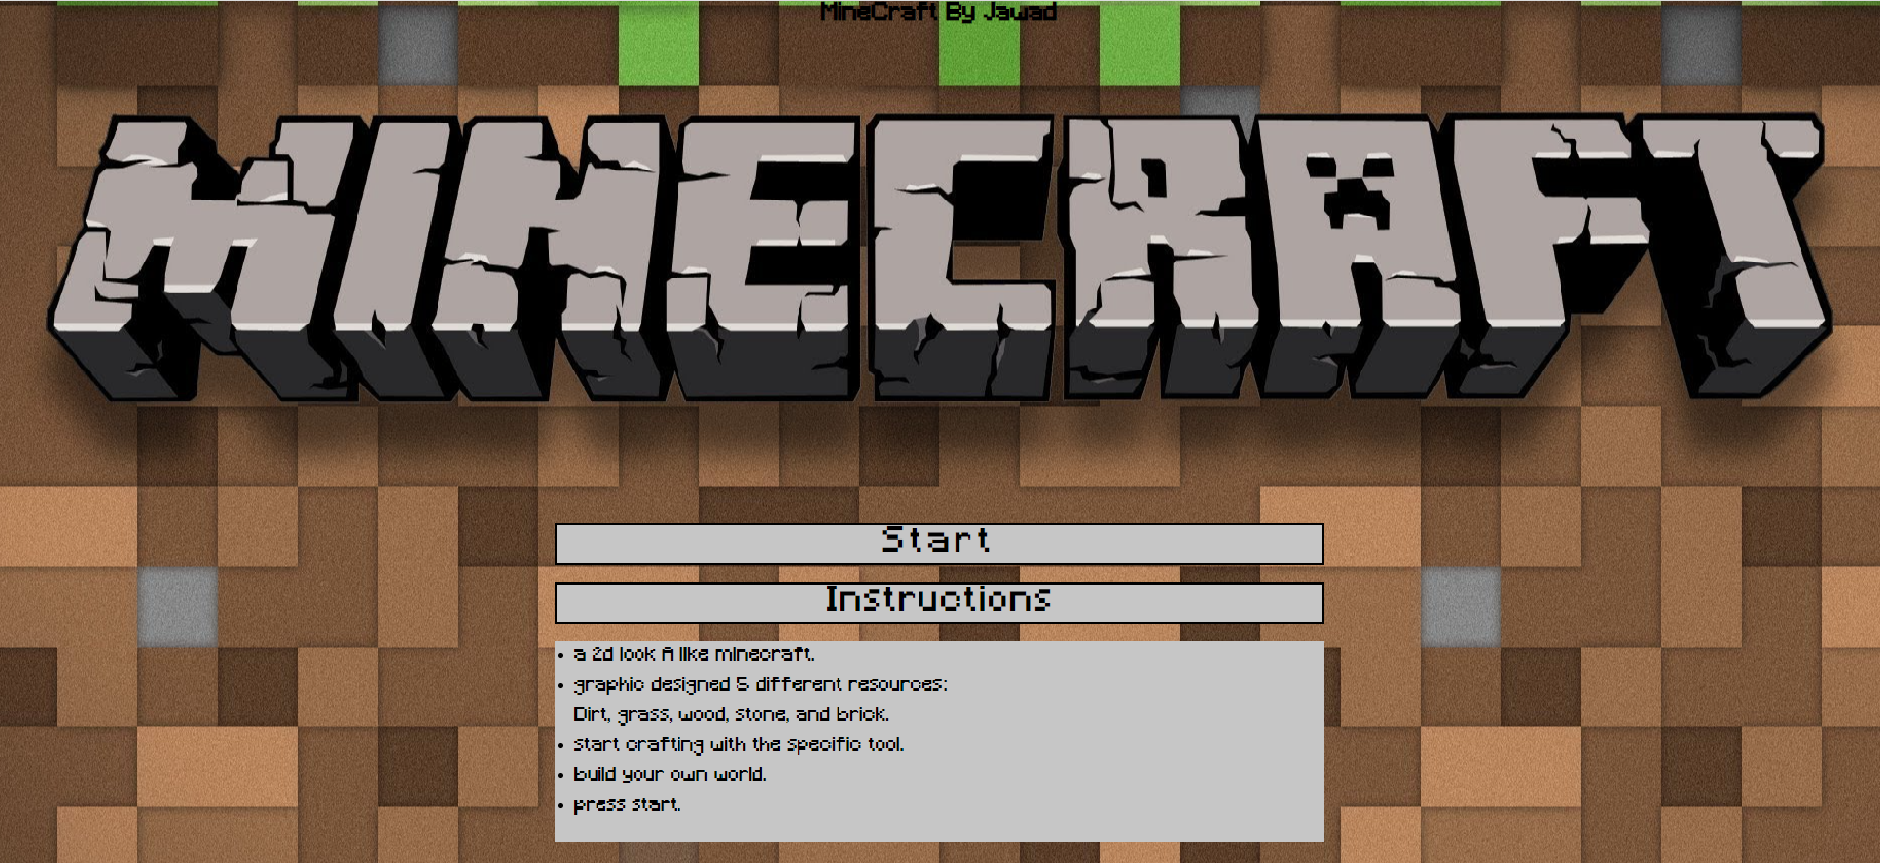 MineCraft By Jawad
MINECRAFT
Start
Instructions
• a 2d look A like minecraft.
• graphic designed 5 different resources:
Dirt, grass, wood, stone, and brick.
• start crafting with the specific tool.
• build your own world.
• press start.